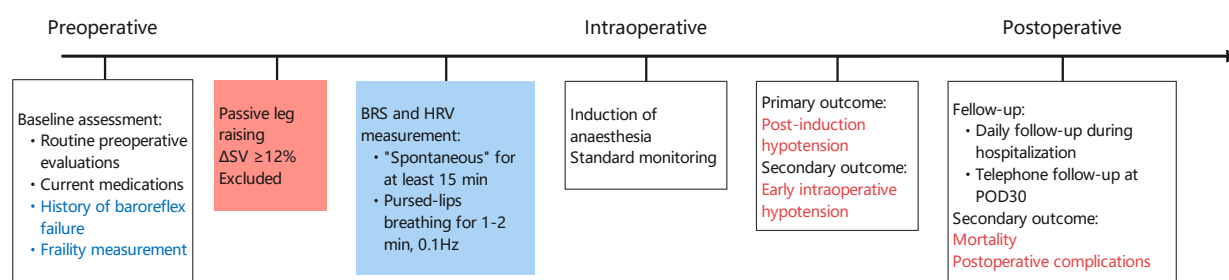 Preoperative
Intraoperative
Postoperative
Baseline assessment:
• Routine preoperative
evaluations
• Current medications
• History of baroreflex
failure
• Fraility measurement
Passive leg
raising
ΔSV ≥12%
Excluded
BRS and HRV
measurement:
• "Spontaneous" for
at least 15 min
• Pursed-lips
breathing for 1-2
min, 0.1Hz
Induction of
anaesthesia
Standard monitoring
Primary outcome:
Post-induction
hypotension
Secondary outcome:
Early intraoperative
hypotension
Fellow-up:
• Daily follow-up during
hospitalization
• Telephone follow-up at
POD30
Secondary outcome:
Mortality
Postoperative complications